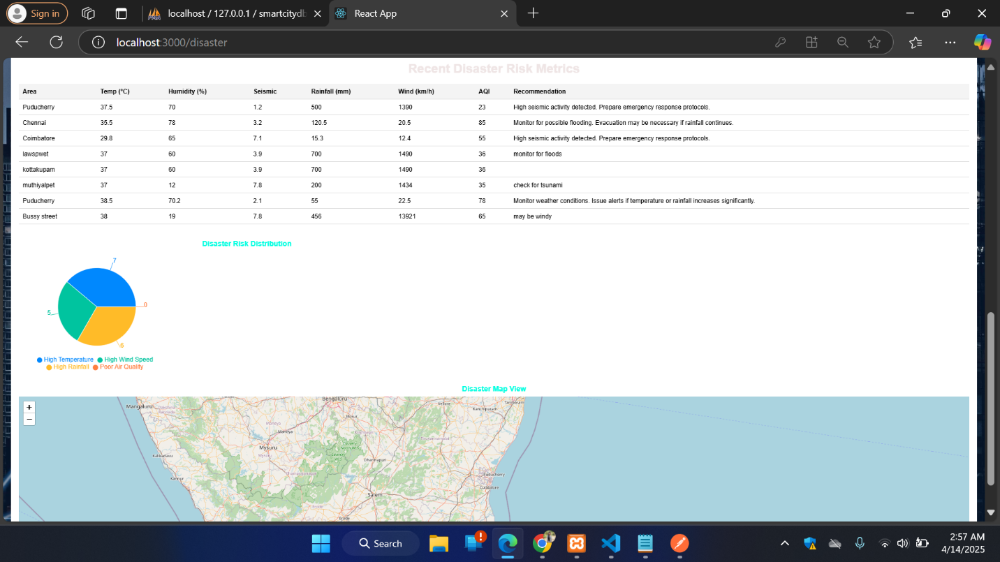 Sign in
localhost / 127.0.0.1 / smartcitydb
React App
localhost:3000/disaster
Recent Disaster Risk Metrics
Area Temp (°C) Humidity (%) Seismic Rainfall (mm) Wind (km/h) AQI Recommendation
Puducherry 37.5 70 1.2 500 1390 23 High seismic activity detected. Prepare emergency response protocols.
Chennai 35.5 78 3.2 120.5 20.5 85 Monitor for possible flooding. Evacuation may be necessary if rainfall continues.
Coimbatore 29.8 65 7.1 15.3 12.4 55 High seismic activity detected. Prepare emergency response protocols.
lawspwet 37 60 3.9 700 1490 36 monitor for floods
kottakupam 37 60 3.9 700 1490 36
muthiyalpet 37 12 7.8 200 1434 35 check for tsunami
Puducherry 38.5 70.2 2.1 55 22.5 78 Monitor weather conditions. Issue alerts if temperature or rainfall increases significantly.
Bussy street 38 19 7.8 456 13921 65 may be windy
Disaster Risk Distribution
7
0
5
6
High Temperature High Wind Speed
High Rainfall Poor Air Quality
Disaster Map View
+
−
Mangaluru
Bengaluru
Vellore
Tambaram
Kanchipuram
Hosur
Mandya
Mandya
Krishnagiri
Tiruvannamalai
Mysuru
Mysuru
Kasaragod
Dharmapuri
Kannur
Chamarajanagar
Puducherry
Cuddalore
Salem
Erode
Search
2:57 AM
4/14/2025